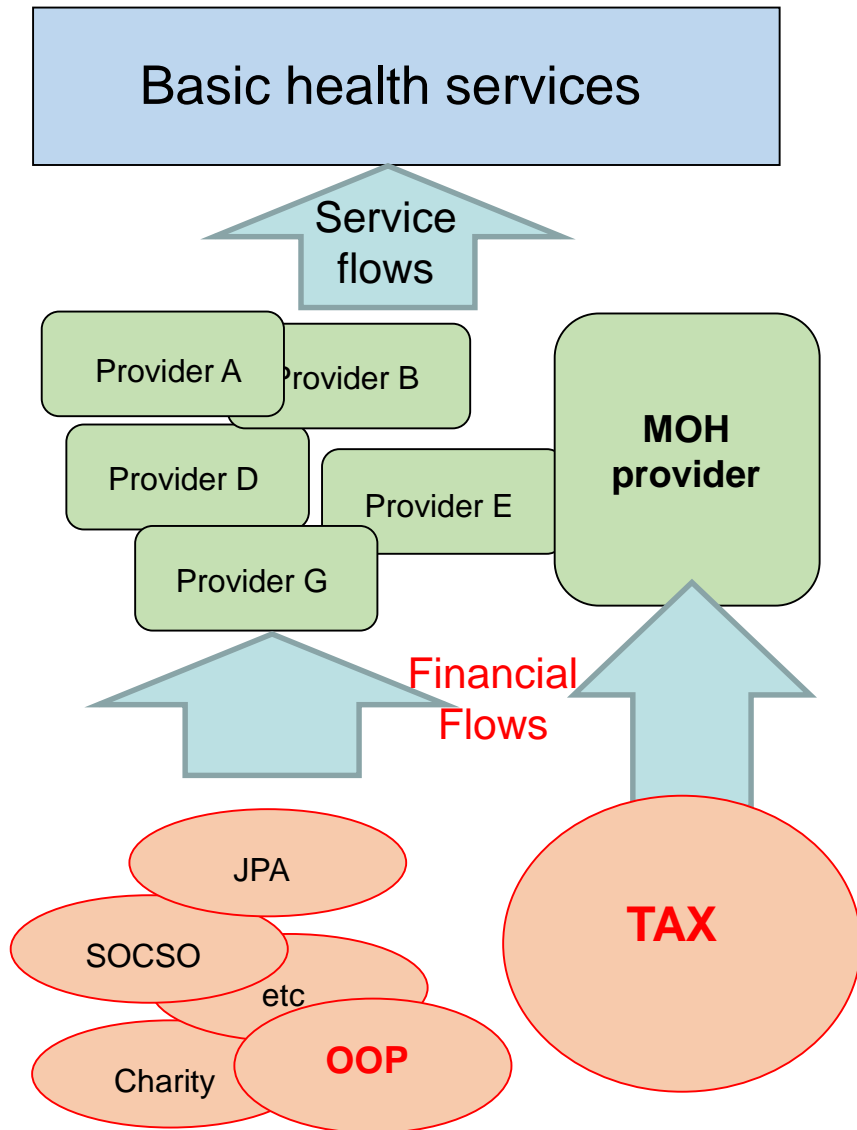 Basic health services
Service
flows
Provider A
Provider B
MOH
provider
Provider D
Provider E
Provider G
Financial
Flows
JPA
TAX
SOCSO
etc
OOP
Charity